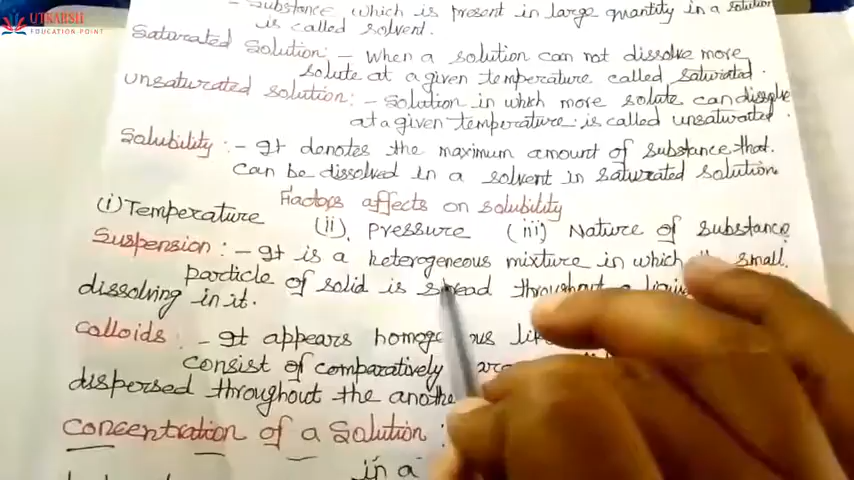 UTKARSH
EDUCATION POINT
- Substance which is present in large quantity in a solution
is called solvent.
Saturated Solution :- When a solution can not dissolve more
solute at a given temperature called saturated.
unsaturated solution :- Solution in which more solute can dissolve
at a given temperature is called unsaturated.
Solubility :- It denotes the maximum amount of substance that
can be dissolved in a solvent in saturated solution.
Factors affects on solubility
(i) Temperature (ii) Pressure (iii) Nature of substance
Suspension :- It is a heterogeneous mixture in which small
particle of solid is spread throughout a
dissolving in it.
colloids :- It appears
consist of comparatively
dispersed throughout the
Concentration of a Solution :
in a